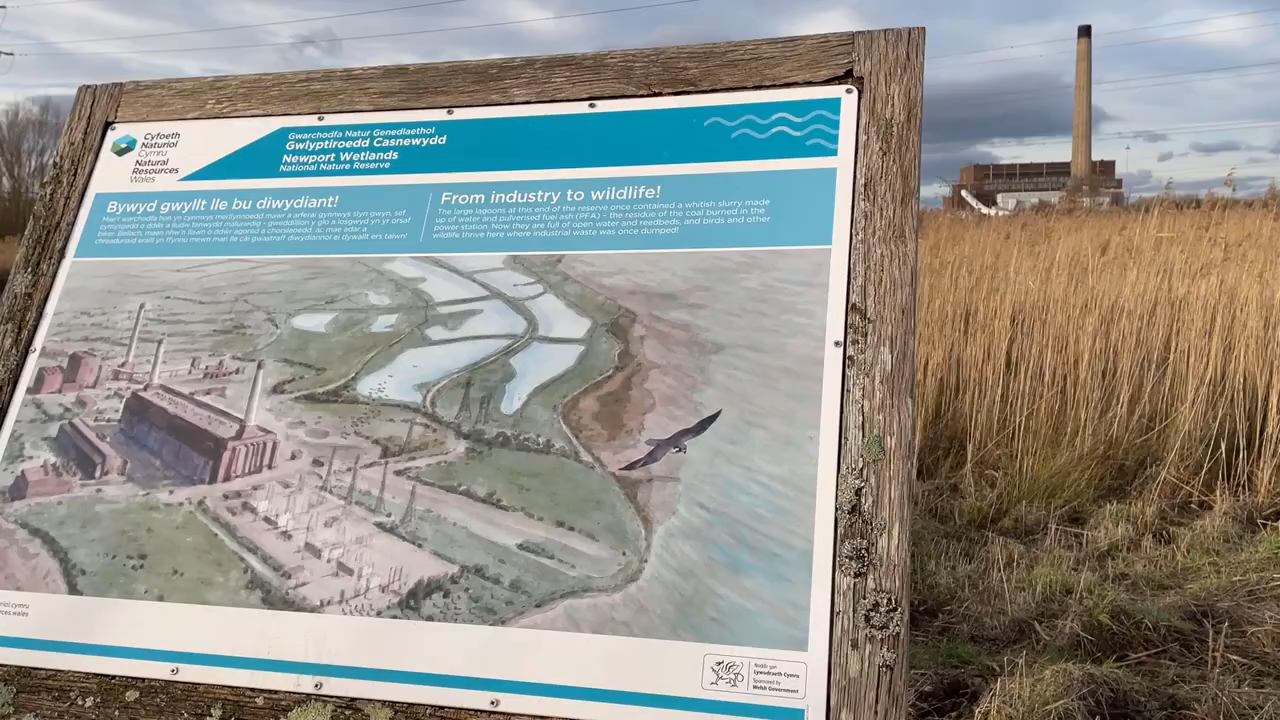 Cyfoeth
Naturiol
Cymru
Natural
Resources
Wales
Gwarchodfa Natur Genedlaethol
Gwlyptiroedd Casnewydd
Newport Wetlands
National Nature Reserve
Bywyd gwyllt lle bu diwydiant!
From industry to wildlife!
The large lagoons at this end of the reserve once contained a whitish slurry made
up of water and pulverised fuel ash (PFA) – the residue of the coal burned in the
power station. Now they are full of open water and reedbeds, and birds and other
wildlife thrive here where industrial waste was once dumped!
Noddir gan
Lywodraeth Cymru
Sponsored by
Welsh Government